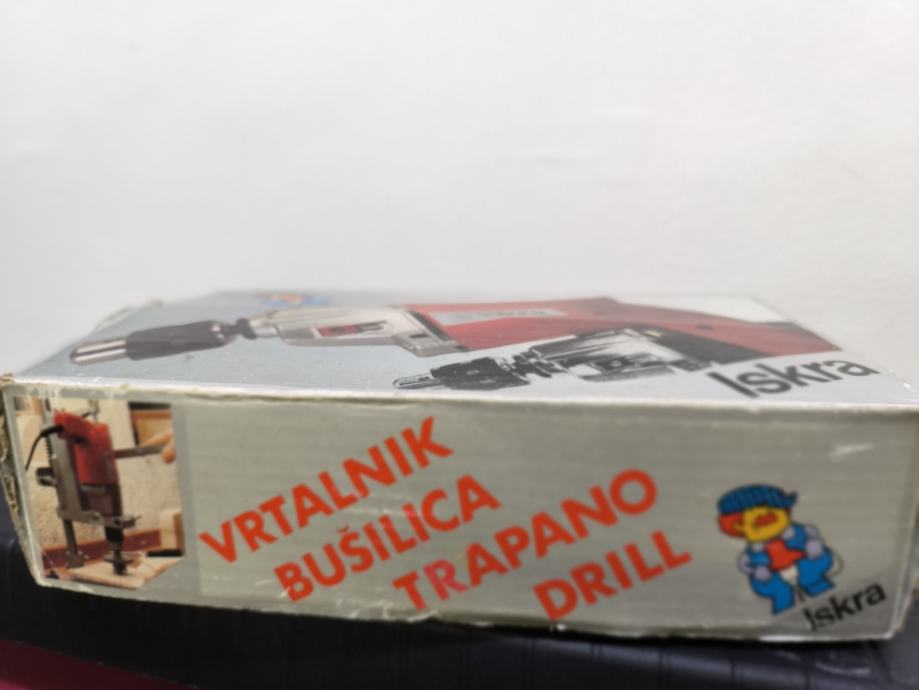 Iskra
VRTALNIK
BUŠILICA
TRAPANO
DRILL
Iskra